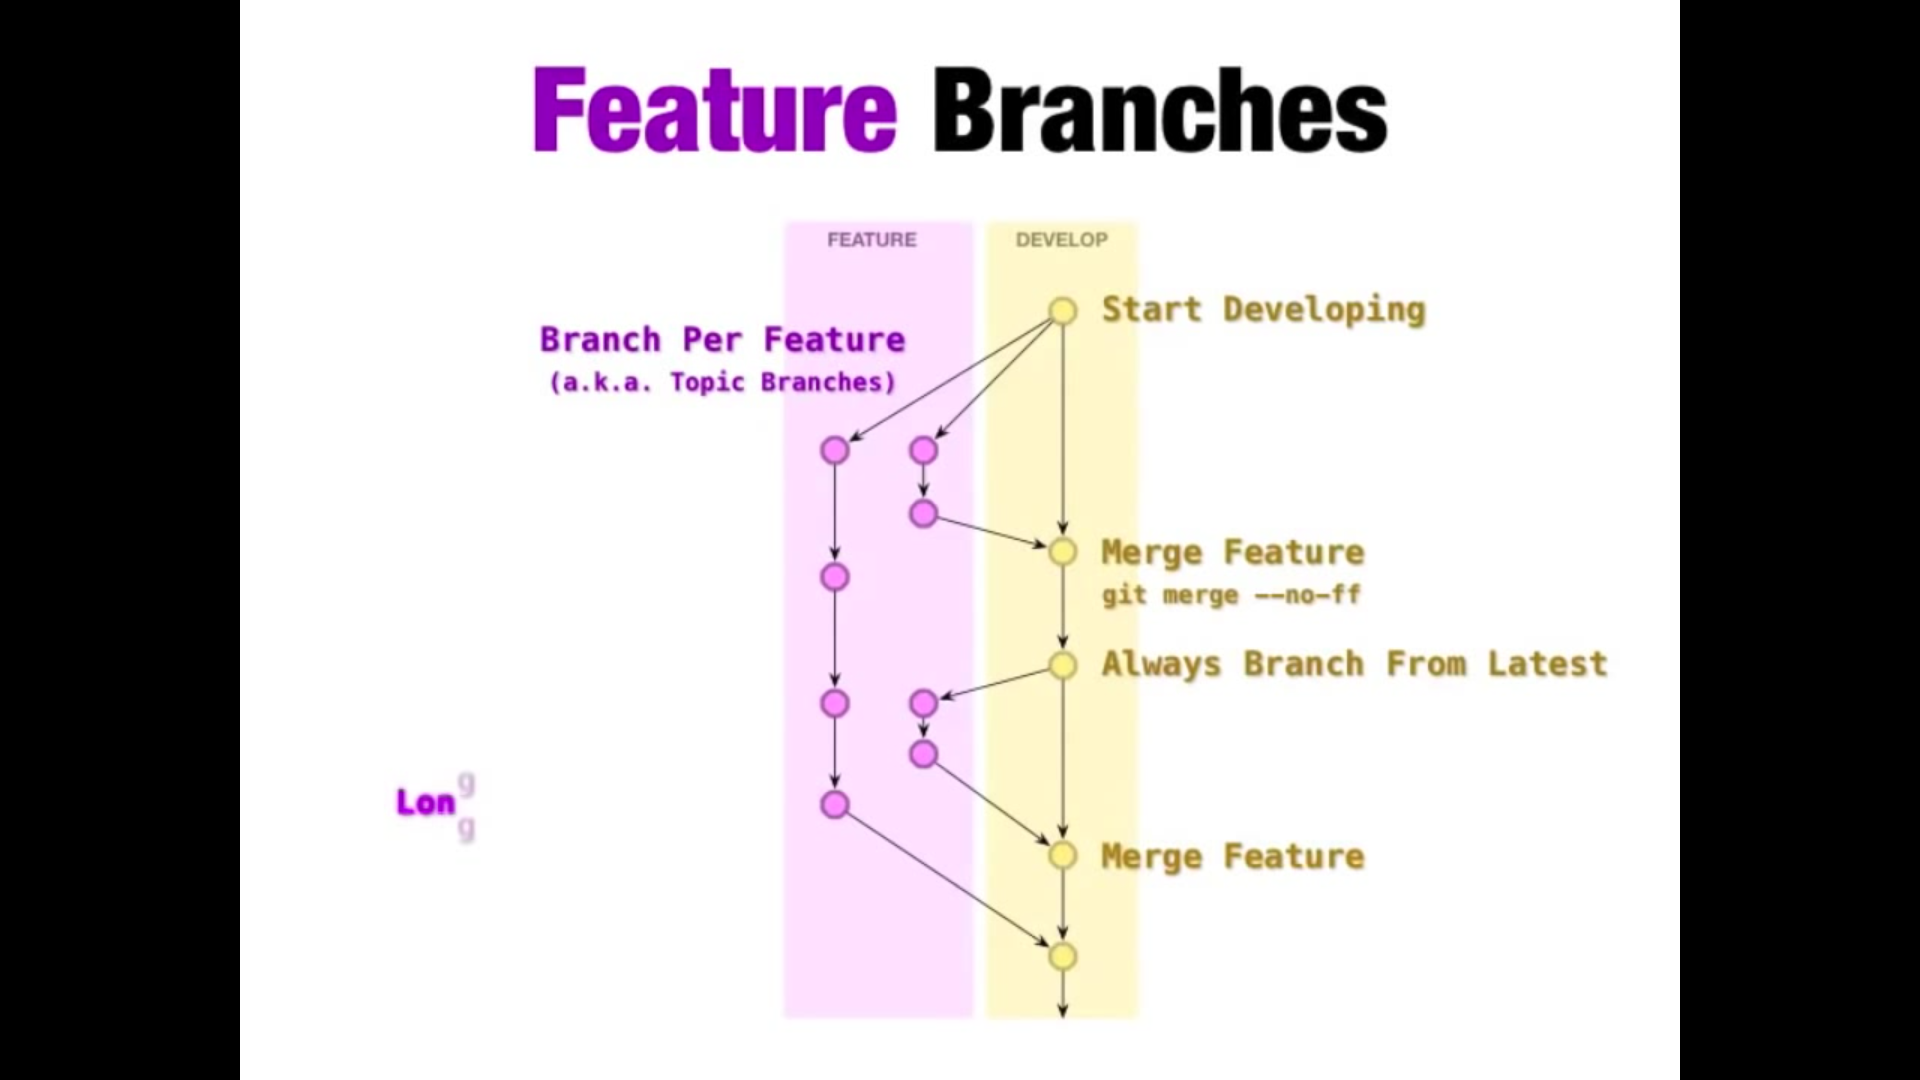 Feature Branches
FEATURE
DEVELOP
Start Developing
Branch Per Feature
(a.k.a. Topic Branches)
Merge Feature
git merge --no-ff
Always Branch From Latest
Lon
g
g
Merge Feature